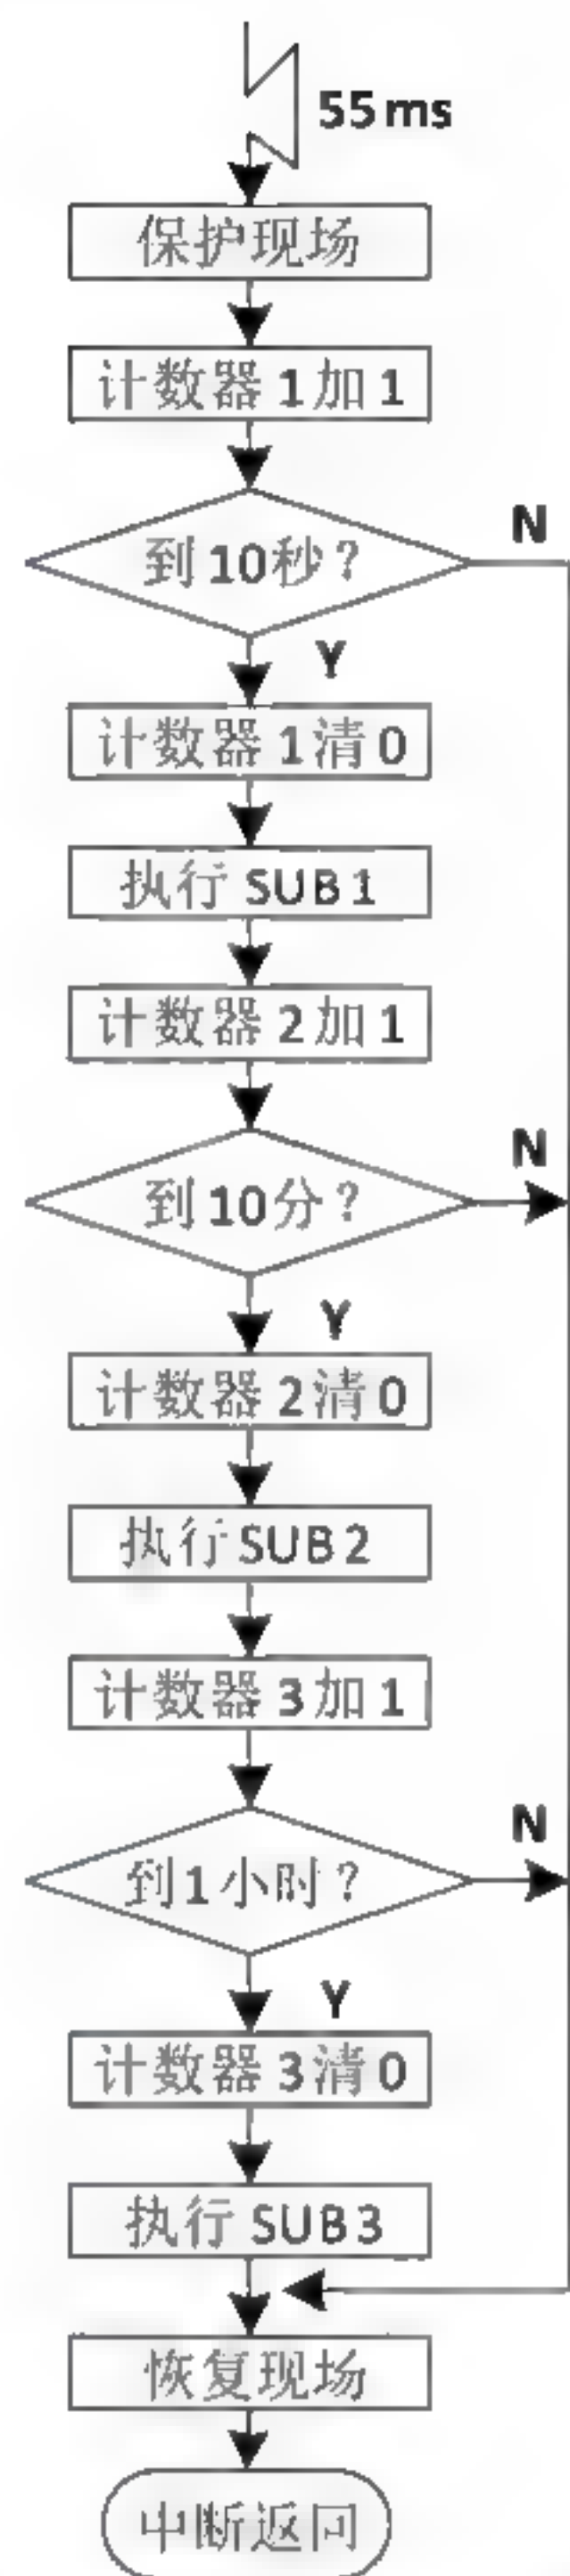 55ms
保护现场
计数器1加1
到10秒？
N
Y
计数器1清0
执行SUB1
计数器2加1
N
到10分？
Y
计数器2清0
执行SUB2
计数器3加1
N
到1小时？
Y
计数器3清0
执行SUB3
恢复现场
中断返回